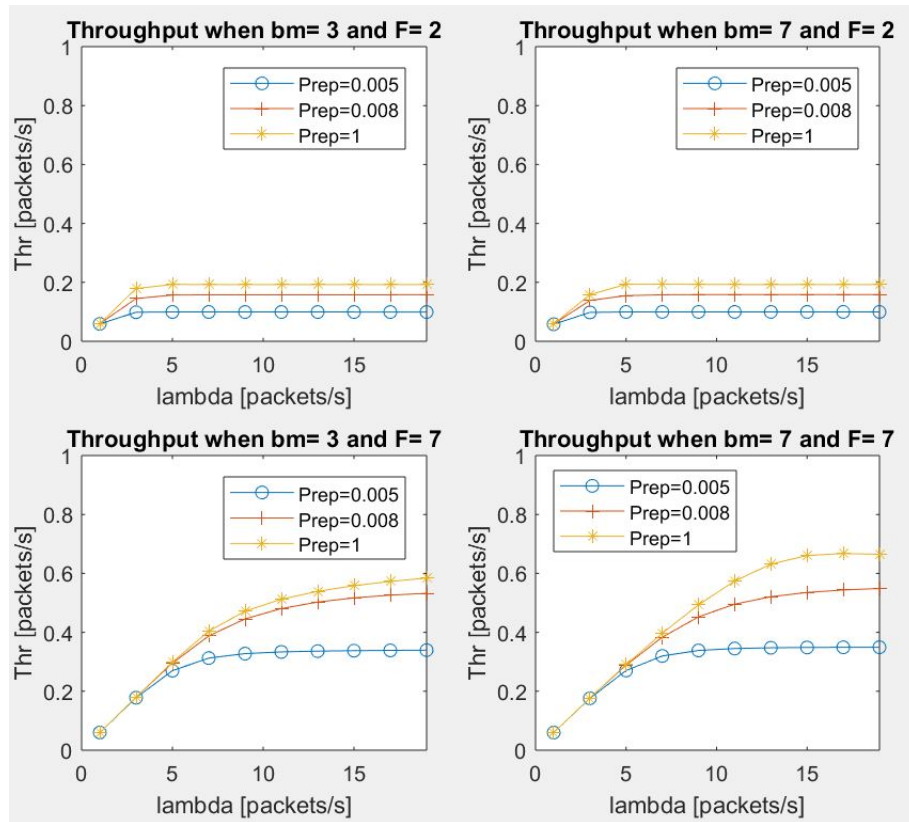 Throughput when bm= 3 and F= 2
Prep=0.005
Prep=0.008
Prep=1
Thr [packets/s]
1
0.8
0.6
0.4
0.2
0
0 5 10 15
lambda [packets/s]
Throughput when bm= 7 and F= 2
Prep=0.005
Prep=0.008
Prep=1
Thr [packets/s]
1
0.8
0.6
0.4
0.2
0
0 5 10 15
lambda [packets/s]
Throughput when bm= 3 and F= 7
Prep=0.005
Prep=0.008
Prep=1
Thr [packets/s]
1
0.8
0.6
0.4
0.2
0
0 5 10 15
lambda [packets/s]
Throughput when bm= 7 and F= 7
Prep=0.005
Prep=0.008
Prep=1
Thr [packets/s]
1
0.8
0.6
0.4
0.2
0
0 5 10 15
lambda [packets/s]